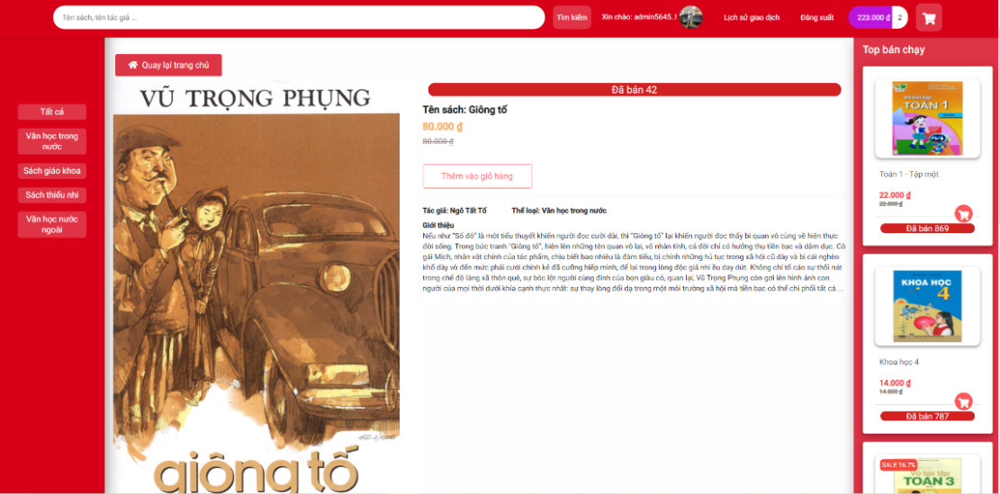 Tên sách, tên tác giả ...
Tìm kiếm
Xin chào: admin5645..!
Lịch sử giao dịch
Đăng xuất
223.000 ₫
2
Tất cả
Văn học trong
nước
Sách giáo khoa
Sách thiếu nhi
Văn học nước
ngoài
Quay lại trang chủ
VŨ TRỌNG PHỤNG
giông tố
Đã bán 42
Tên sách: Giông tố
80.000 ₫
80.000 ₫
Thêm vào giỏ hàng
Tác giả: Ngô Tất Tố
Thể loại: Văn học trong nước
Giới thiệu
Nếu như "Số đỏ" là một tiểu thuyết khiến người đọc cười dài, thì "Giông tố" lại khiến người đọc thấy bi quan vô cùng về hiện thực
đời sống. Trong bức tranh "Giông tố", hiện lên những tên quan vô lại, vô nhân tính, cả đời chỉ có hưởng thụ tiền bạc và dâm dục. Cô
gái Mịch, nhân vật chính của tác phẩm, chịu biết bao nhiêu là đàm tiếu, bị chính những hủ tục trong xã hội cũ dày và bị cái nghèo
khổ dày vò đến mức phải cưới chính kẻ đã cưỡng hiếp mình, để lại trong lòng độc giả nhiều day dứt. Không chỉ tố cáo sự thối nát
trong chế độ làng xã thôn quê, sự bóc lột người cùng đinh của bọn giàu có, quan lại, Vũ Trọng Phụng còn gợi lên hình ảnh con
người của mọi thời dưới khía cạnh thực nhất: sự thay lòng đổi dạ trong một môi trường xã hội mà tiền bạc có thể chi phối tất cả....
Top bán chạy
Vở bài tập
TOÁN 1
Toán 1 - Tập một
22.000 ₫
22.000 ₫
Đã bán 869
KHOA HỌC
4
Khoa học 4
14.000 ₫
14.000 ₫
Đã bán 787
SALE 16.7%
Vở bài tập
TOÁN 3